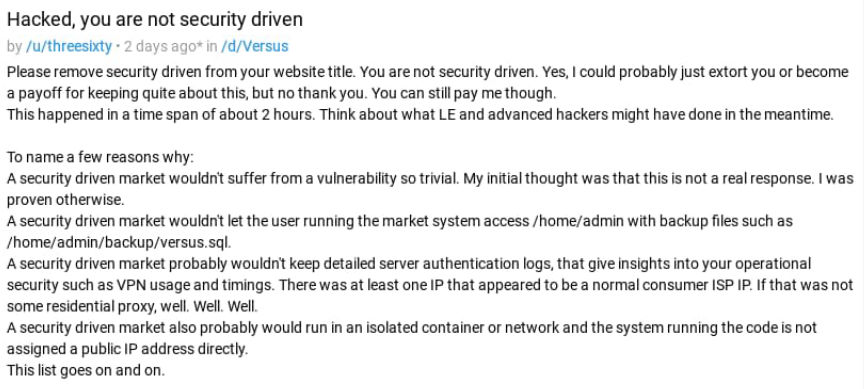 Hacked, you are not security driven
by /u/threesixty • 2 days ago* in /d/Versus
Please remove security driven from your website title. You are not security driven. Yes, I could probably just extort you or become
a payoff for keeping quite about this, but no thank you. You can still pay me though.
This happened in a time span of about 2 hours. Think about what LE and advanced hackers might have done in the meantime.
To name a few reasons why:
A security driven market wouldn't suffer from a vulnerability so trivial. My initial thought was that this is not a real response. I was
proven otherwise.
A security driven market wouldn't let the user running the market system access /home/admin with backup files such as
/home/admin/backup/versus.sql.
A security driven market probably wouldn't keep detailed server authentication logs, that give insights into your operational
security such as VPN usage and timings. There was at least one IP that appeared to be a normal consumer ISP IP. If that was not
some residential proxy, well. Well. Well.
A security driven market also probably would run in an isolated container or network and the system running the code is not
assigned a public IP address directly.
This list goes on and on.